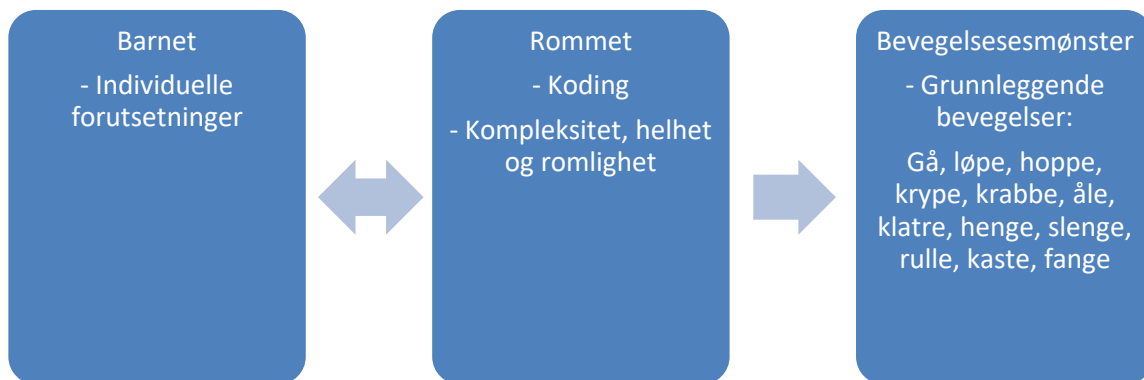 Barnet
- Individuelle
forutsetninger
Rommet
- Koding
- Kompleksitet, helhet
og romlighet
Bevegelsesesmønster
- Grunnleggende
bevegelser:
Gå, løpe, hoppe,
krype, krabbe, åle,
klatre, henge, slenge,
rulle, kaste, fange